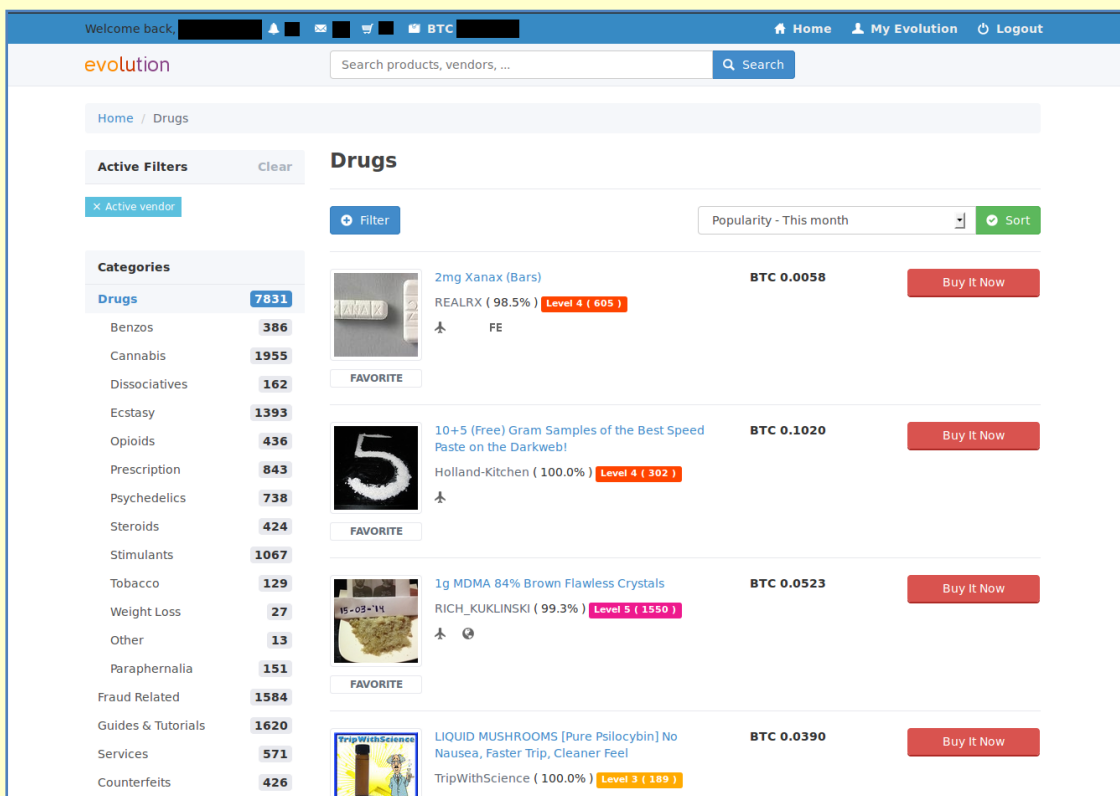 Welcome back,
BTC
Home
My Evolution
Logout
evolution
Search products, vendors, ...
Search
Home / Drugs
Active Filters
Clear
× Active vendor
Categories
Drugs 7831
Benzos 386
Cannabis 1955
Dissociatives 162
Ecstasy 1393
Opioids 436
Prescription 843
Psychedelics 738
Steroids 424
Stimulants 1067
Tobacco 129
Weight Loss 27
Other 13
Paraphernalia 151
Fraud Related 1584
Guides & Tutorials 1620
Services 571
Counterfeits 426
Drugs
Filter
Popularity - This month
Sort
2mg Xanax (Bars)
BTC 0.0058
Buy It Now
REALRX ( 98.5% ) Level 4 ( 605 )
FE
XANAX
FAVORITE
10+5 (Free) Gram Samples of the Best Speed
Paste on the Darkweb!
BTC 0.1020
Buy It Now
Holland-Kitchen ( 100.0% ) Level 4 ( 302 )
5
FAVORITE
1g MDMA 84% Brown Flawless Crystals
BTC 0.0523
Buy It Now
RICH_KUKLINSKI ( 99.3% ) Level 5 ( 1550 )
15-03-'14
FAVORITE
LIQUID MUSHROOMS [Pure Psilocybin] No
Nausea, Faster Trip, Cleaner Feel
BTC 0.0390
Buy It Now
TripWithScience ( 100.0% ) Level 3 ( 189 )
TripWithScience